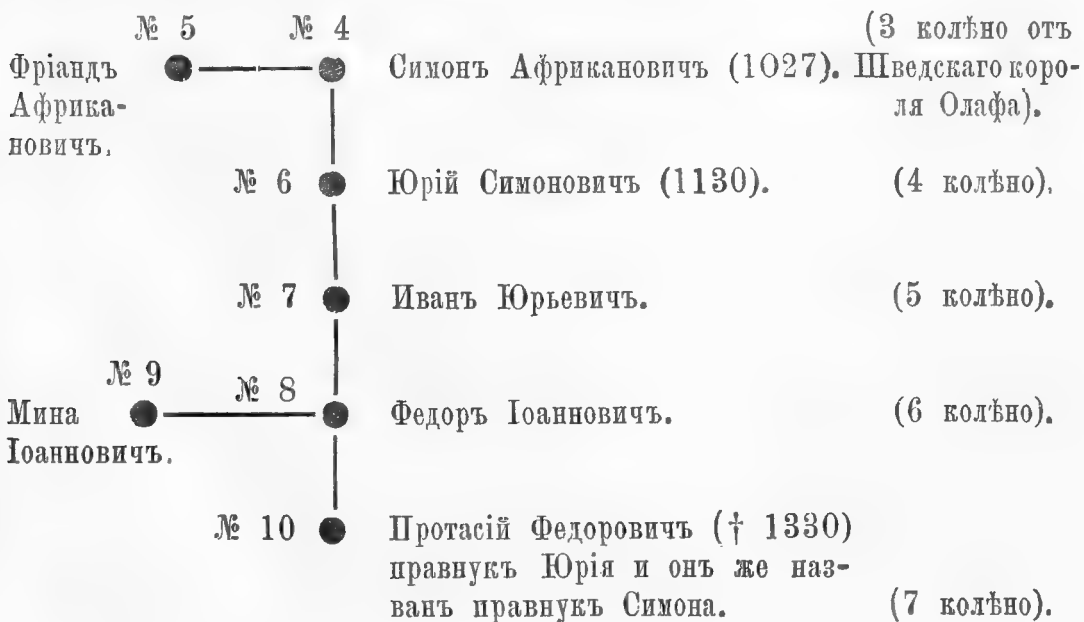 № 5 № 4 (3 колѣно отъ
Фріандъ Симонъ Африкановичъ (1027). Шведскаго коро-
Африка- ля Олафа).
новичъ.
№ 6 Юрій Симоновичъ (1130). (4 колѣно).
№ 7 Иванъ Юрьевичъ. (5 колѣно).
№ 9 № 8
Мина Федоръ Іоанновичъ. (6 колѣно).
Іоанновичъ.
№ 10 Протасій Федоровичъ († 1330)
правнукъ Юрія и онъ же наз-
ванъ правнукъ Симона. (7 колѣно).